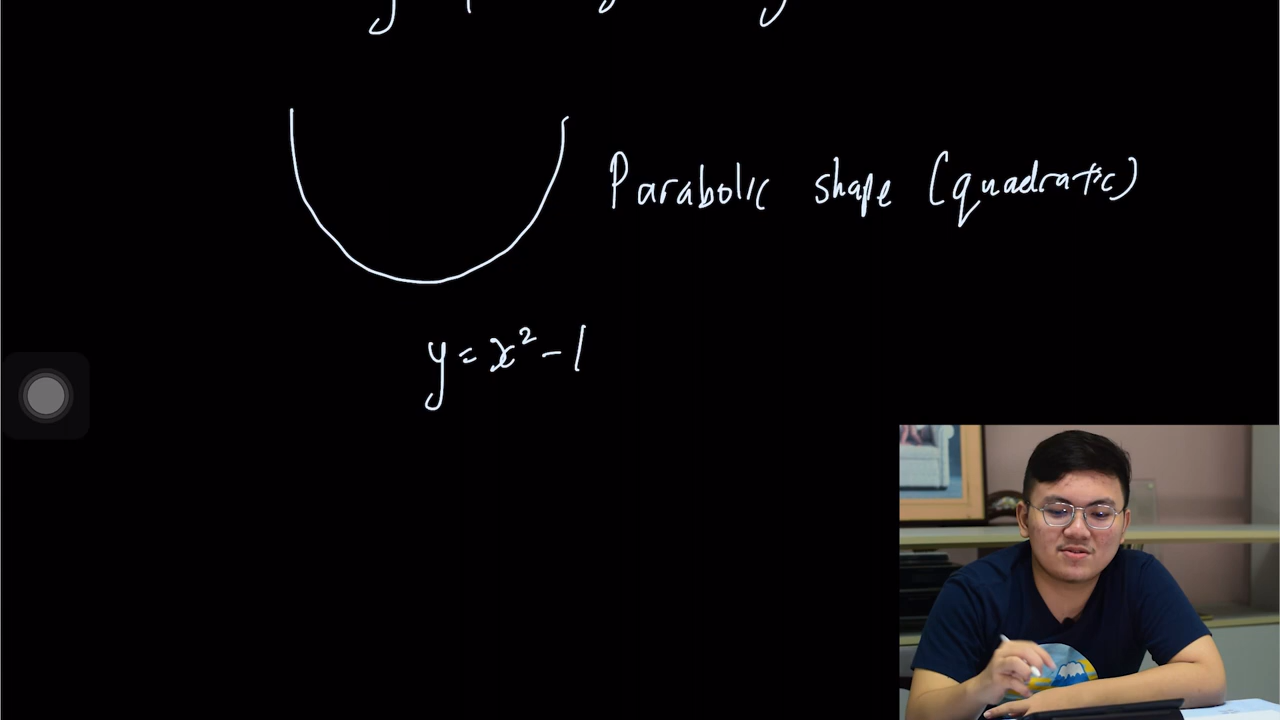 Parabolic shape (quadratic)
y = x² - 1